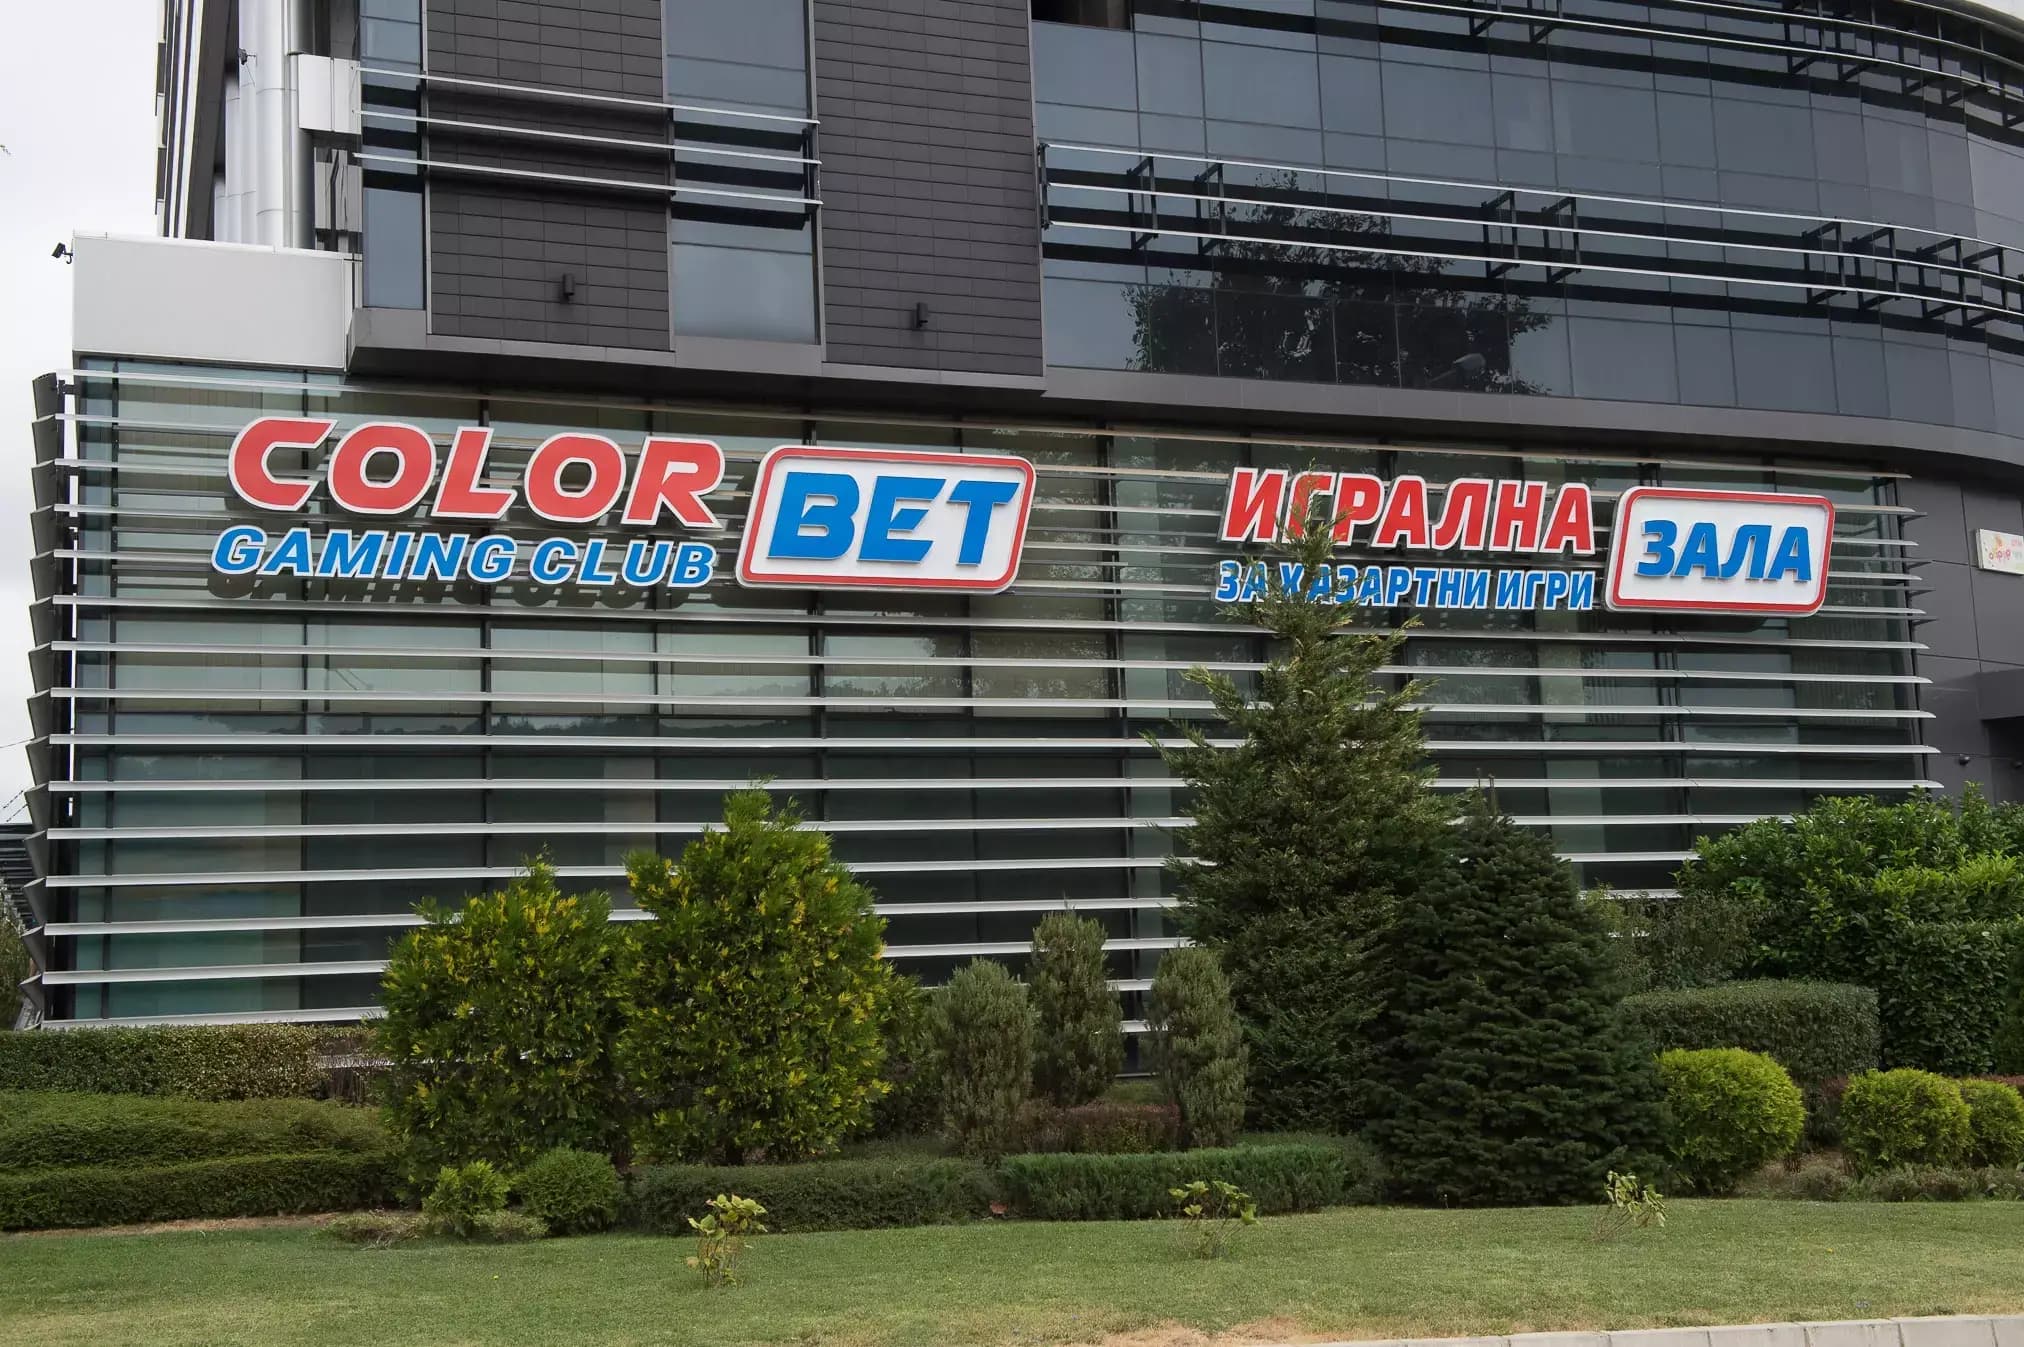 COLOR BET
GAMING CLUB
ИГРАЛНА ЗАЛА
ЗА ХАЗАРТНИ ИГРИ